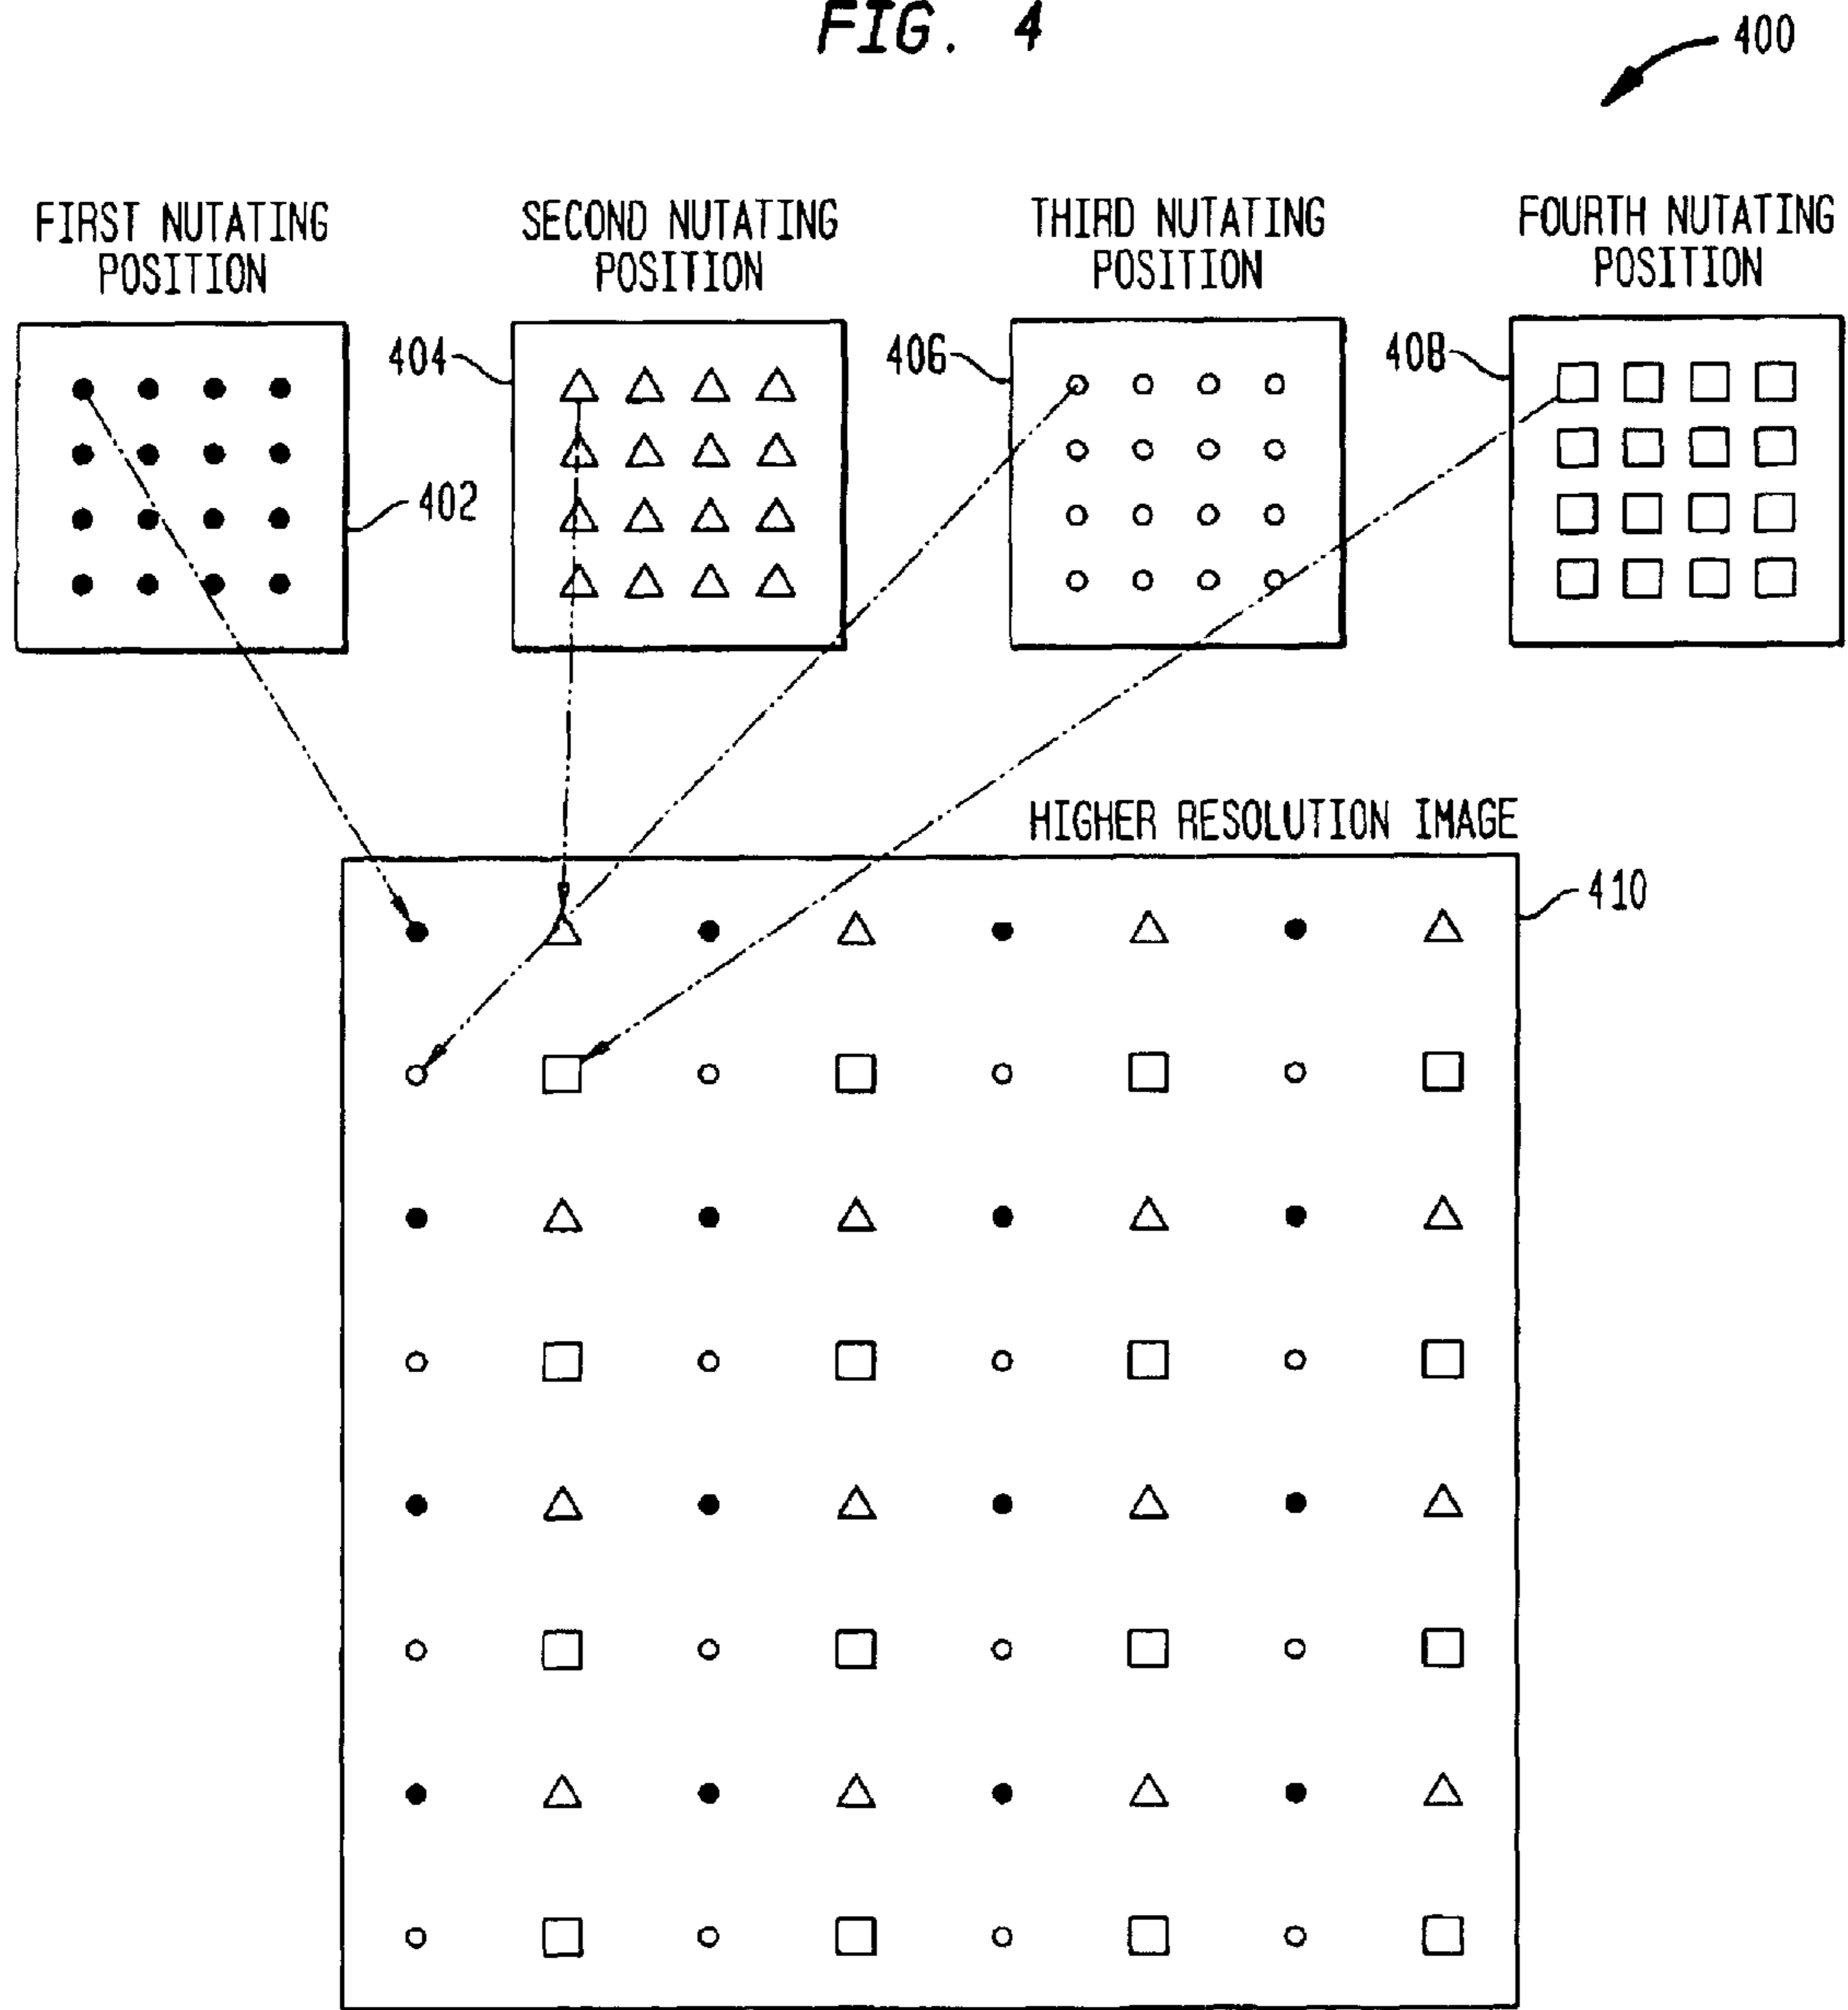 FIG. 4
400
FIRST NUTATING
POSITION
SECOND NUTATING
POSITION
THIRD NUTATING
POSITION
FOURTH NUTATING
POSITION
402
404
406
408
HIGHER RESOLUTION IMAGE
410